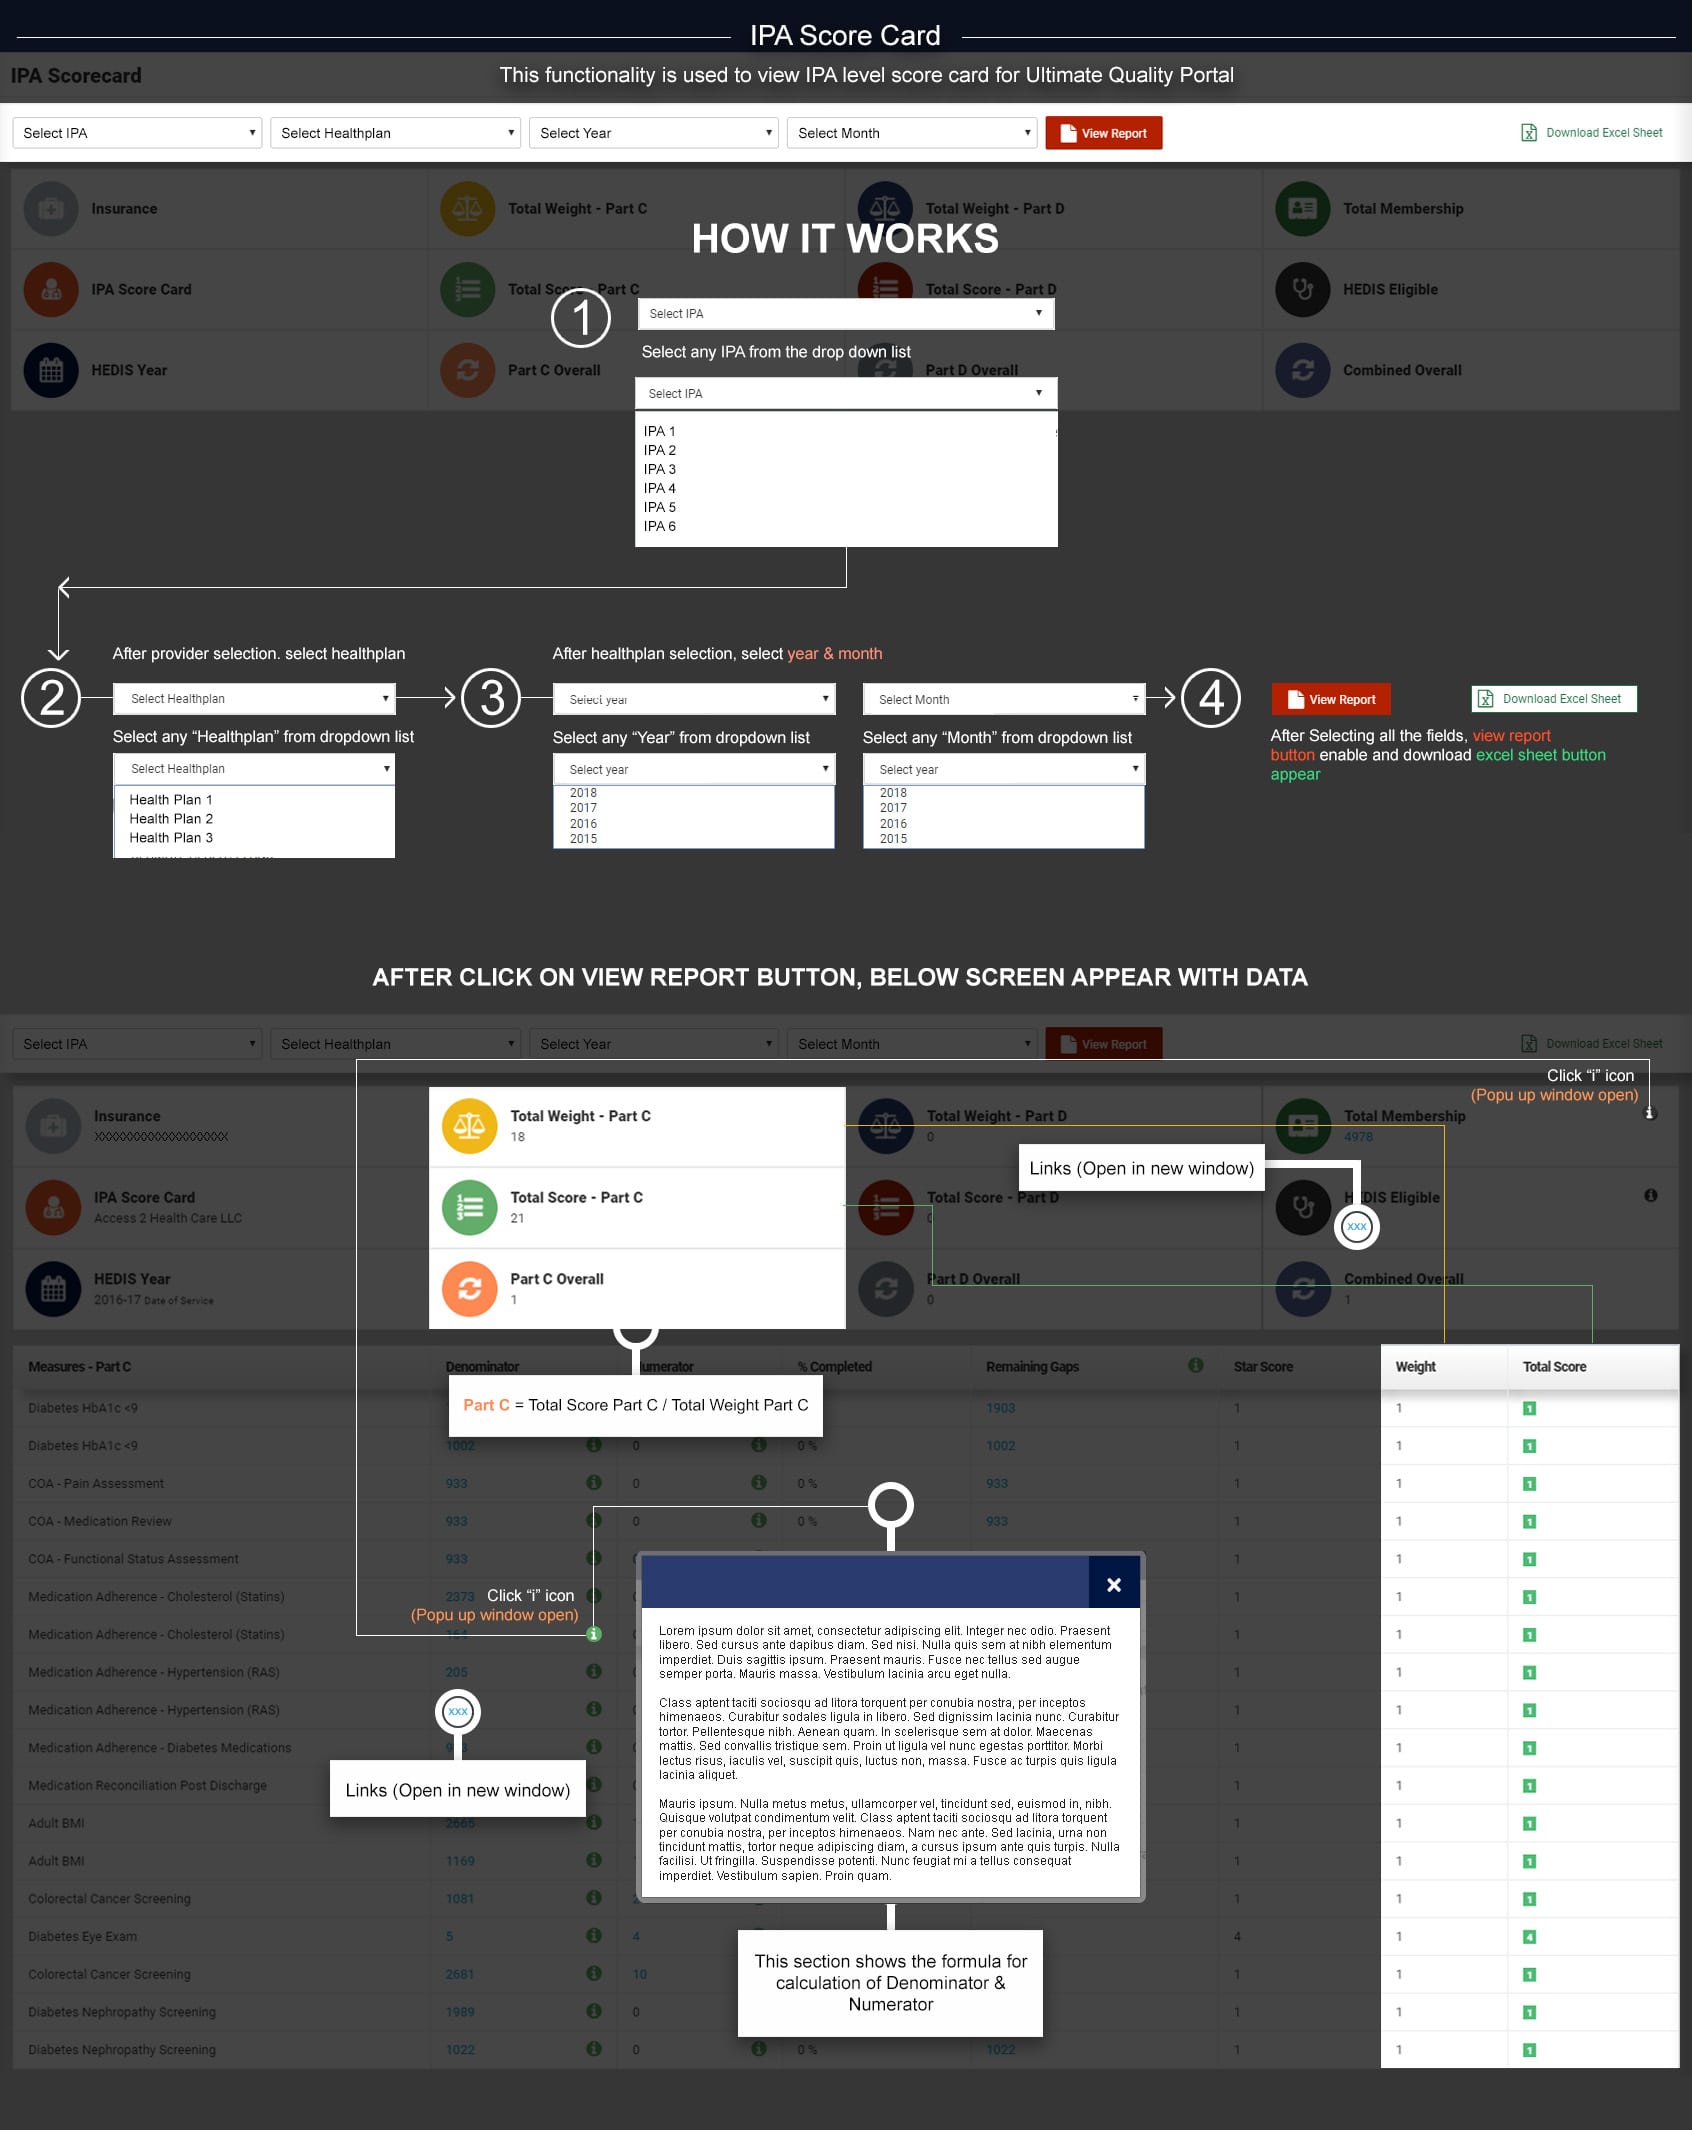 IPA Score Card
IPA Scorecard
This functionality is used to view IPA level score card for Ultimate Quality Portal
Select IPA Select Healthplan Select Year Select Month View Report Download Excel Sheet
Insurance Total Weight - Part C Total Weight - Part D Total Membership
HOW IT WORKS
IPA Score Card Total Score - Part C Total Score - Part D HEDIS Eligible
1 Select IPA
Select any IPA from the drop down list
HEDIS Year Part C Overall Part D Overall Combined Overall
Select IPA
IPA 1
IPA 2
IPA 3
IPA 4
IPA 5
IPA 6
2
After provider selection. select healthplan
Select Healthplan
Select any “Healthplan” from dropdown list
Select Healthplan
Health Plan 1
Health Plan 2
Health Plan 3
3
After healthplan selection, select year & month
Select year
Select any “Year” from dropdown list
Select year
2018
2017
2016
2015
Select Month
Select any “Month” from dropdown list
Select year
2018
2017
2016
2015
4
View Report Download Excel Sheet
After Selecting all the fields, view report
button enable and download excel sheet button
appear
AFTER CLICK ON VIEW REPORT BUTTON, BELOW SCREEN APPEAR WITH DATA
Select IPA Select Healthplan Select Year Select Month View Report Download Excel Sheet
Click “i” icon
(Popu up window open)
Insurance Total Weight - Part C Total Weight - Part D Total Membership
XXXXXXXXXXXXXXXXXXX 18 0 4978
Links (Open in new window)
IPA Score Card Total Score - Part C Total Score - Part D HEDIS Eligible
Access 2 Health Care LLC 21 0
xxx
HEDIS Year Part C Overall Part D Overall Combined Overall
2016-17 Date of Service 1 0 1
Measures - Part C Denominator Numerator % Completed Remaining Gaps Star Score Weight Total Score
Part C = Total Score Part C / Total Weight Part C
Diabetes HbA1c <9 1903 1 1 1
Diabetes HbA1c <9 1002 0 0 % 1002 1 1 1
COA - Pain Assessment 933 0 0 % 933 1 1 1
COA - Medication Review 933 0 0 % 933 1 1 1
COA - Functional Status Assessment 933 1 1 1
Medication Adherence - Cholesterol (Statins) 2373 1 1 1
Click “i” icon
(Popu up window open)
Medication Adherence - Cholesterol (Statins) 164 1 1 1
Medication Adherence - Hypertension (RAS) 205 1 1 1
Medication Adherence - Hypertension (RAS) 1 1 1
xxx
Medication Adherence - Diabetes Medications 1 1 1
Medication Reconciliation Post Discharge 1 1 1
Links (Open in new window)
Adult BMI 2665 1 1 1
Adult BMI 1169 1 1 1
Colorectal Cancer Screening 1081 1 1 1
Diabetes Eye Exam 5 4 4 1 4
Colorectal Cancer Screening 2681 10 1 1 1
Diabetes Nephropathy Screening 1989 0 1 1 1
Diabetes Nephropathy Screening 1022 0 0 % 1022 1 1 1
Lorem ipsum dolor sit amet, consectetur adipiscing elit. Integer nec odio. Praesent
libero. Sed cursus ante dapibus diam. Sed nisi. Nulla quis sem at nibh elementum
imperdiet. Duis sagittis ipsum. Praesent mauris. Fusce nec tellus sed augue
semper porta. Mauris massa. Vestibulum lacinia arcu eget nulla.
Class aptent taciti sociosqu ad litora torquent per conubia nostra, per inceptos
himenaeos. Curabitur sodales ligula in libero. Sed dignissim lacinia nunc. Curabitur
tortor. Pellentesque nibh. Aenean quam. In scelerisque sem at dolor. Maecenas
mattis. Sed convallis tristique sem. Proin ut ligula vel nunc egestas porttitor. Morbi
lectus risus, iaculis vel, suscipit quis, luctus non, massa. Fusce ac turpis quis ligula
lacinia aliquet.
Mauris ipsum. Nulla metus metus, ullamcorper vel, tincidunt sed, euismod in, nibh.
Quisque volutpat condimentum velit. Class aptent taciti sociosqu ad litora torquent
per conubia nostra, per inceptos himenaeos. Nam nec ante. Sed lacinia, urna non
tincidunt mattis, tortor neque adipiscing diam, a cursus ipsum ante quis turpis. Nulla
facilisi. Ut fringilla. Suspendisse potenti. Nunc feugiat mi a tellus consequat
imperdiet. Vestibulum sapien. Proin quam.
This section shows the formula for
calculation of Denominator &
Numerator